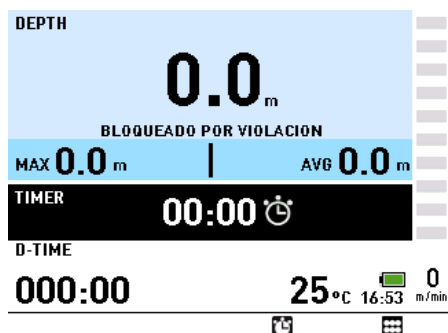 DEPTH
0.0 m
BLOQUEADO POR VIOLACION
MAX 0.0 m AVG 0.0 m
TIMER
00:00
D-TIME
000:00 25°C 16:53 0 m/min